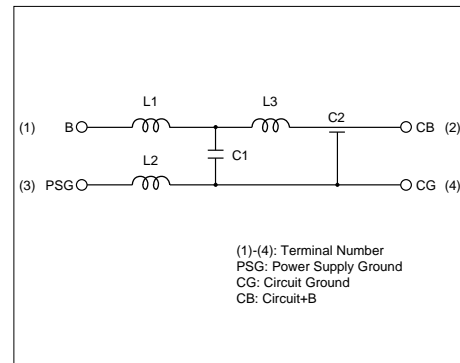 L1 L3 C2
(1) B CB (2)
L2 C1
(3) PSG CG (4)
(1)-(4): Terminal Number
PSG: Power Supply Ground
CG: Circuit Ground
CB: Circuit+B